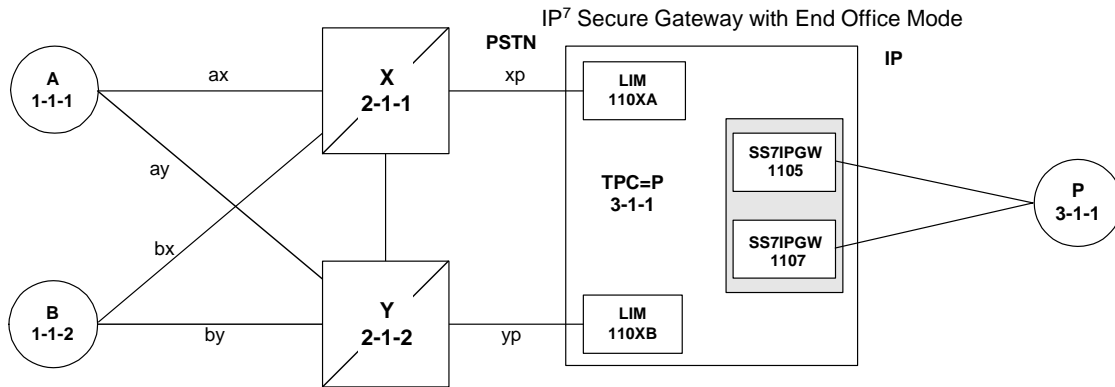 IP⁷ Secure Gateway with End Office Mode
PSTN
IP
A
1-1-1
ax
X
2-1-1
xp
LIM
110XA
ay
bx
TPC=P
3-1-1
SS7IPGW
1105
SS7IPGW
1107
P
3-1-1
B
1-1-2
by
Y
2-1-2
yp
LIM
110XB